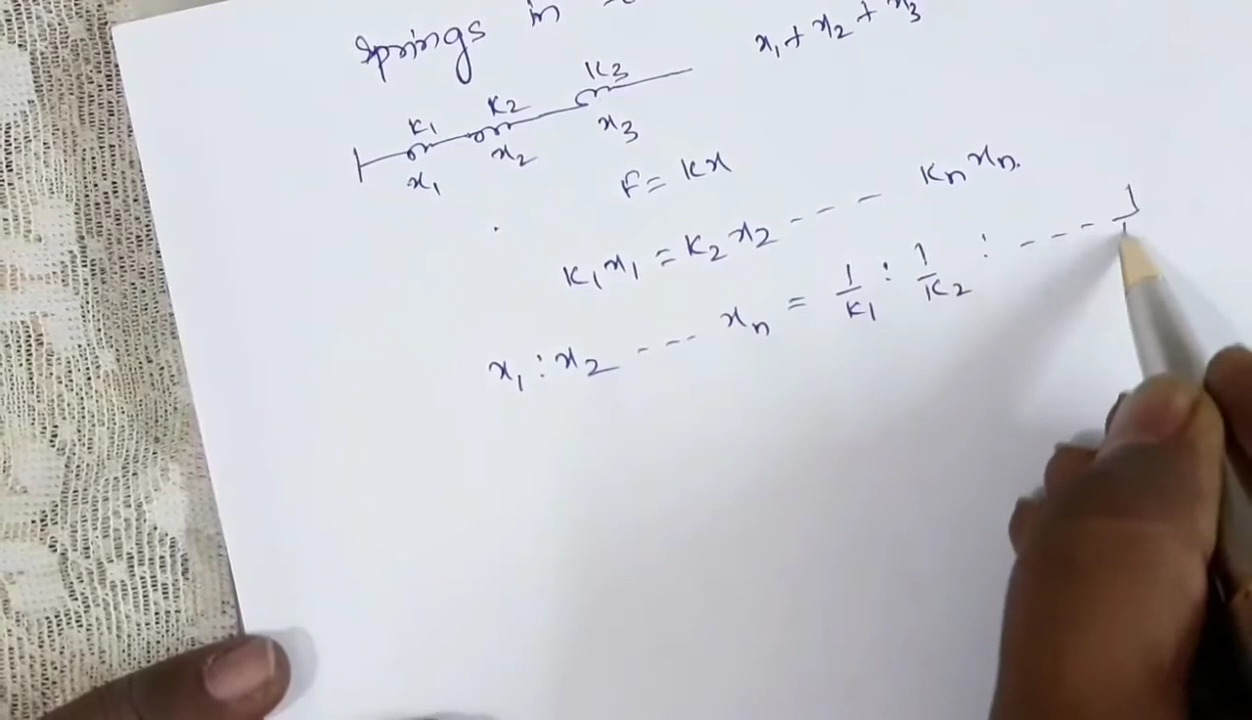 Springs in
x₁ + x₂ + x₃
K₁ K₂ K₃
x₁ x₂ x₃
F = Kx
K₁x₁ = K₂x₂ - - - Kₙxₙ.
x₁ : x₂ - - - xₙ = 1/K₁ : 1/K₂ : - - - - 1